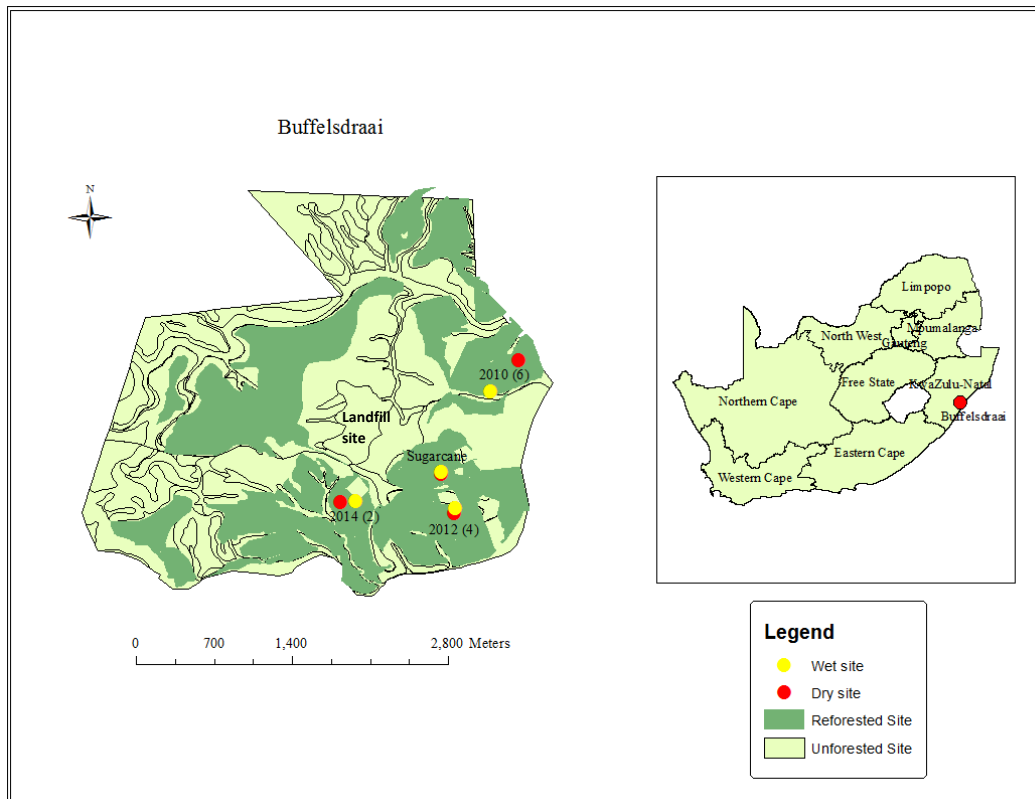 Buffelsdraai
N
2010 (6)
Landfill
site
Sugarcane
2014 (2)
2012 (4)
0 700 1,400 2,800 Meters
Limpopo
Mpumalanga
North West
Gauteng
Free State
KwaZulu-Natal
Northern Cape
Buffelsdraai
Eastern Cape
Western Cape
Legend
Wet site
Dry site
Reforested Site
Unforested Site